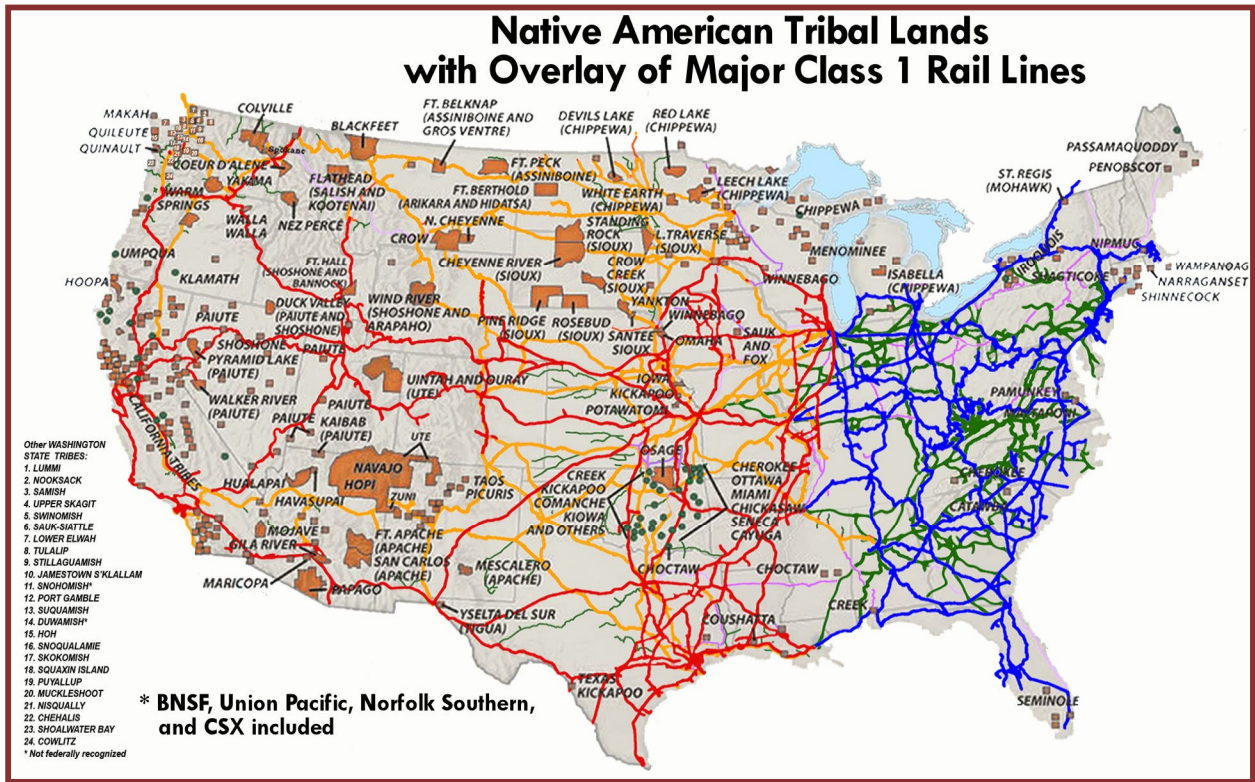 Native American Tribal Lands
with Overlay of Major Class 1 Rail Lines
MAKAH
QUILEUTE
QUINAULT
COLVILLE
BLACKFEET
FT. BELKNAP
(ASSINIBOINE AND
GROS VENTRE)
DEVILS LAKE
(CHIPPEWA)
RED LAKE
(CHIPPEWA)
PASSAMAQUODDY
PENOBSCOT
ST. REGIS
(MOHAWK)
Spokane
COEUR D'ALENE
YAKIMA
FLATHEAD
(SALISH AND
KOOTENAI)
FT. PECK
(ASSINIBOINE)
FT. BERTHOLD
(ARIKARA AND HIDATSA)
WHITE EARTH
(CHIPPEWA)
LEECH LAKE
(CHIPPEWA)
CHIPPEWA
WARM
SPRINGS
WALLA
WALLA
NEZ PERCE
N. CHEYENNE
CROW
STANDING
ROCK
(SIOUX)
L.TRAVERSE
(SIOUX)
MENOMINEE
IROQUOIS
NIPMUG
UMPQUA
KLAMATH
FT. HALL
(SHOSHONE AND
BANNOCK)
CHEYENNE RIVER
(SIOUX)
CROW
CREEK
(SIOUX)
WINNEBAGO
ISABELLA
(CHIPPEWA)
SHAGTICOKE
WAMPANOAG
NARRAGANSET
SHINNECOCK
HOOPA
PAIUTE
DUCK VALLEY
(PAIUTE AND
SHOSHONE)
WIND RIVER
(SHOSHONE AND
ARAPAHO)
PINE RIDGE
(SIOUX)
ROSEBUD
(SIOUX)
YANKTON
WINNEBAGO
SANTEE
SIOUX
OMAHA
SAUK
AND
FOX
SHOSHONE
PAIUTE
PYRAMID LAKE
(PAIUTE)
UINTAH AND OURAY
(UTE)
IOWA
KICKAPOO
POTAWATOMI
PAMUNKEY
MATTAPONI
WALKER RIVER
(PAIUTE)
PAIUTE
PAIUTE
KAIBAB
(PAIUTE)
UTE
CALIFORNIA TRIBES
NAVAJO
HOPI
ZUNI
TAOS
PICURIS
OSAGE
CREEK
KICKAPOO
COMANCHE
KIOWA
AND OTHERS
CHEROKEE
OTTAWA
MIAMI
CHICKASAW
SENECA
CAYUGA
CHEROKEE
CATAWBA
HUALAPAI
HAVASUPAI
MOJAVE
GILA RIVER
FT. APACHE
(APACHE)
SAN CARLOS
(APACHE)
MESCALERO
(APACHE)
CHOCTAW
CHOCTAW
MARICOPA
PAPAGO
YSELTA DEL SUR
(TIGUA)
COUSHATTA
CREEK
TEXAS
KICKAPOO
SEMINOLE
Other WASHINGTON
STATE TRIBES:
1. LUMMI
2. NOOKSACK
3. SAMISH
4. UPPER SKAGIT
5. SWINOMISH
6. SAUK-SIATTLE
7. LOWER ELWAH
8. TULALIP
9. STILLAGUAMISH
10. JAMESTOWN S'KLALLAM
11. SNOHOMISH*
12. PORT GAMBLE
13. SUQUAMISH
14. DUWAMISH*
15. HOH
16. SNOQUALAMIE
17. SKOKOMISH
18. SQUAXIN ISLAND
19. PUYALLUP
20. MUCKLESHOOT
21. NISQUALLY
22. CHEHALIS
23. SHOALWATER BAY
24. COWLITZ
* Not federally recognized
* BNSF, Union Pacific, Norfolk Southern,
and CSX included